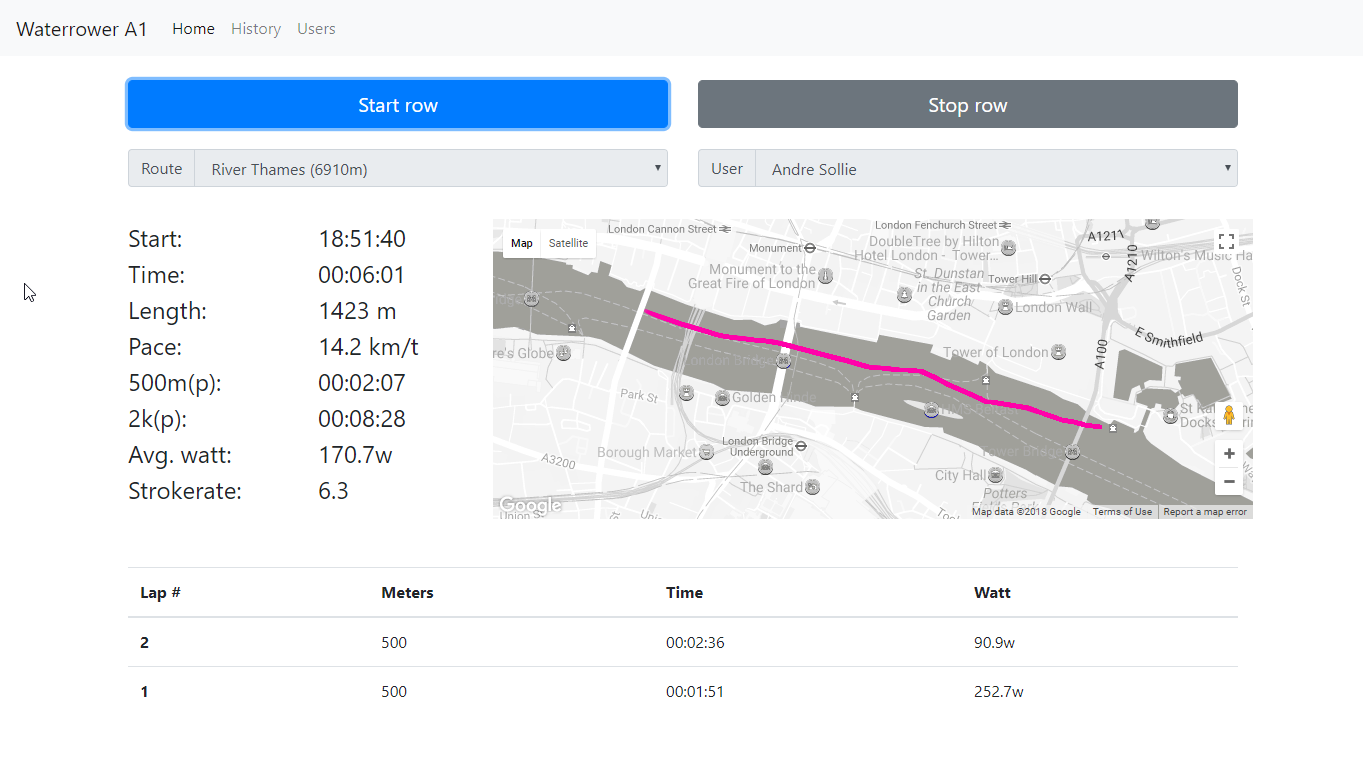 Waterrower A1 Home History Users
Start row Stop row
Route River Thames (6910m) User Andre Sollie
Start: 18:51:40
Time: 00:06:01
Length: 1423 m
Pace: 14.2 km/t
500m(p): 00:02:07
2k(p): 00:08:28
Avg. watt: 170.7w
Strokerate: 6.3
Map Satellite
London Cannon Street
London Fenchurch Street
Monument
DoubleTree by Hilton
Hotel London - Tower...
A1210
Wilton's Music Ha
Monument to the
Great Fire of London
St. Dunstan
in the East
Church
Garden
Tower Hill
London Wall
Dock St
E Smithfield
re's Globe
London Bridge
Tower of London
A100
Park St
Golden Hinde
St Ka
Docks
London Bridge
Underground
Borough Market
Tower Bridge
A3200
The Shard
City Hall
Potters
Google
Union St
Map data ©2018 Google Terms of Use Report a map error
Lap # Meters Time Watt
2 500 00:02:36 90.9w
1 500 00:01:51 252.7w